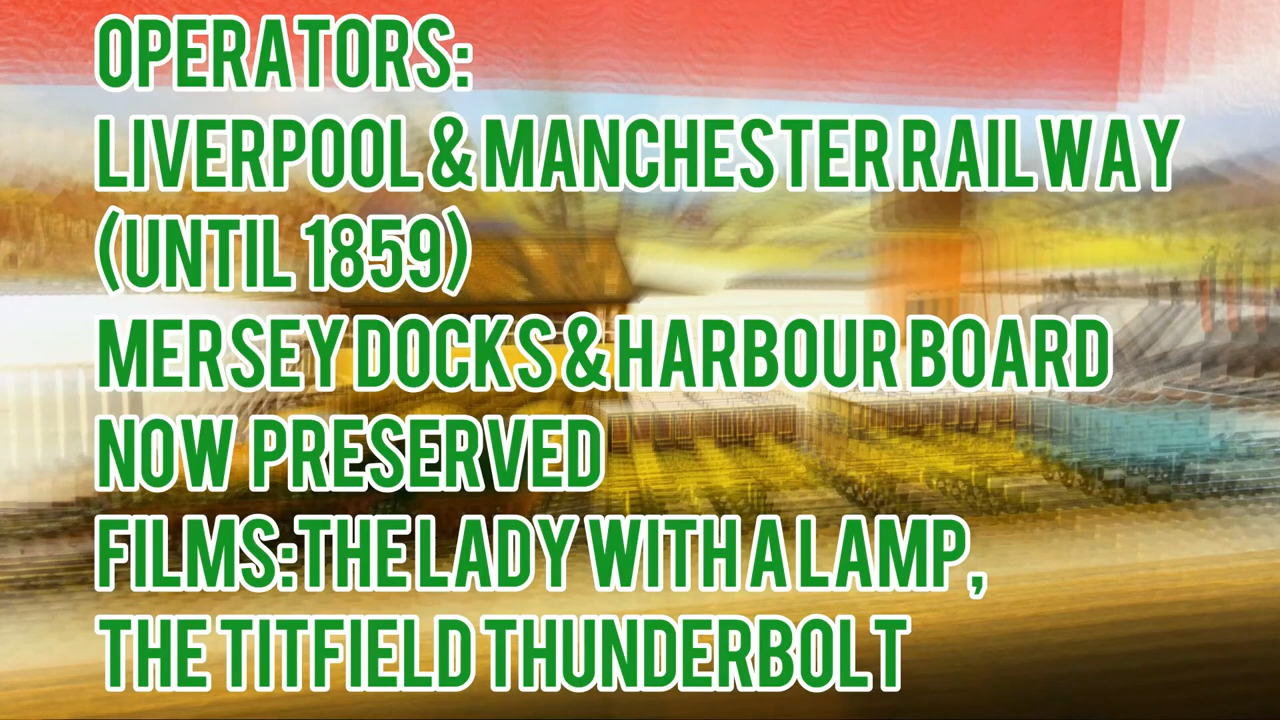 OPERATORS:
LIVERPOOL & MANCHESTER RAILWAY
(UNTIL 1859)
MERSEY DOCKS & HARBOUR BOARD
NOW PRESERVED
FILMS: THE LADY WITH A LAMP,
THE TITFIELD THUNDERBOLT